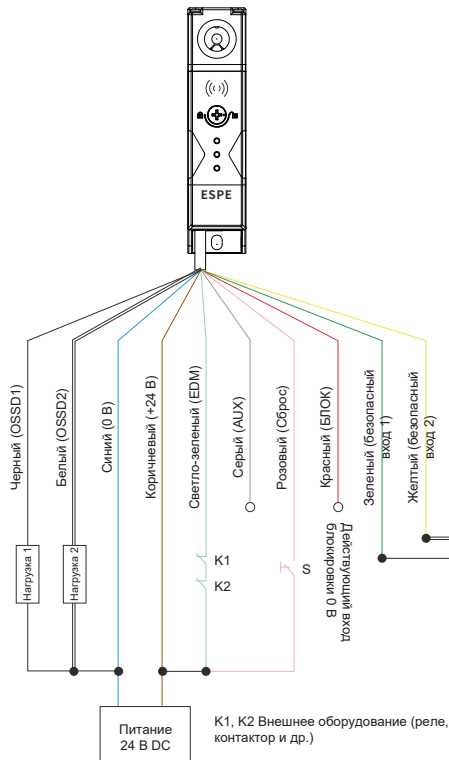 ESPE
Черный (OSSD1)
Белый (OSSD2)
Синий (0 В)
Коричневый (+24 В)
Светло-зеленый (EDM)
Серый (AUX)
Розовый (Сброс)
Красный (БЛОК)
Зеленый (безопасный
вход 1)
Желтый (безопасный
вход 2)
Нагрузка 1
Нагрузка 2
K1
K2
S
Действующий вход
блокировки 0 В
Питание
24 В DC
K1, K2 Внешнее оборудование (реле,
контактор и др.)